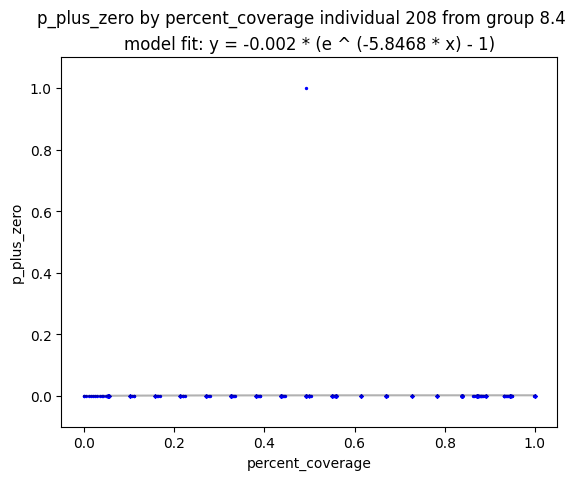 p_plus_zero by percent_coverage individual 208 from group 8.4
model fit: y = -0.002 * (e ^ (-5.8468 * x) - 1)
1.0
0.8
0.6
0.4
0.2
0.0
p_plus_zero
0.0 0.2 0.4 0.6 0.8 1.0
percent_coverage